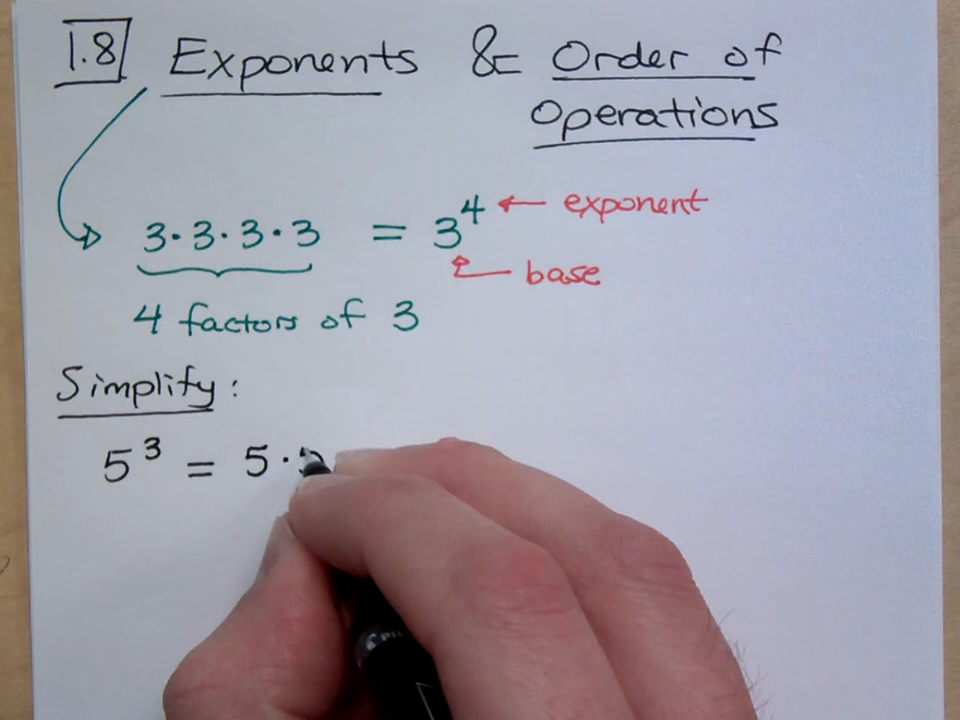 1.8 Exponents & Order of
Operations
3·3·3·3 = 3⁴ ← exponent
base
4 factors of 3
Simplify:
5³ = 5·